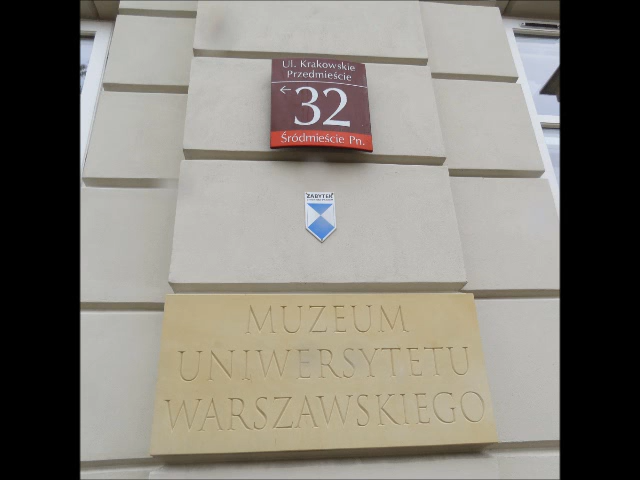 Ul. Krakowskie
Przedmieście
← 32
Śródmieście Pn.
ZABYTEK
MUZEUM
UNIWERSYTETU
WARSZAWSKIEGO